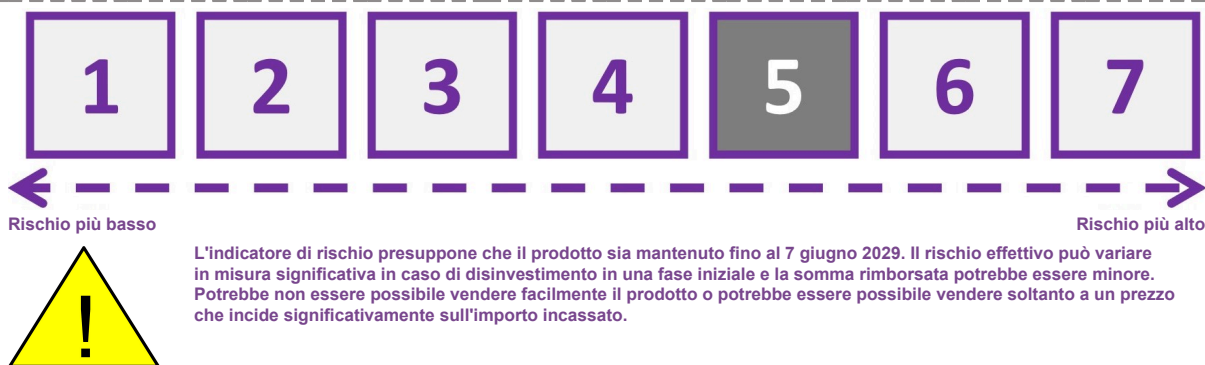 1 2 3 4 5 6 7
Rischio più basso Rischio più alto
L'indicatore di rischio presuppone che il prodotto sia mantenuto fino al 7 giugno 2029. Il rischio effettivo può variare
in misura significativa in caso di disinvestimento in una fase iniziale e la somma rimborsata potrebbe essere minore.
Potrebbe non essere possibile vendere facilmente il prodotto o potrebbe essere possibile vendere soltanto a un prezzo
che incide significativamente sull'importo incassato.
!